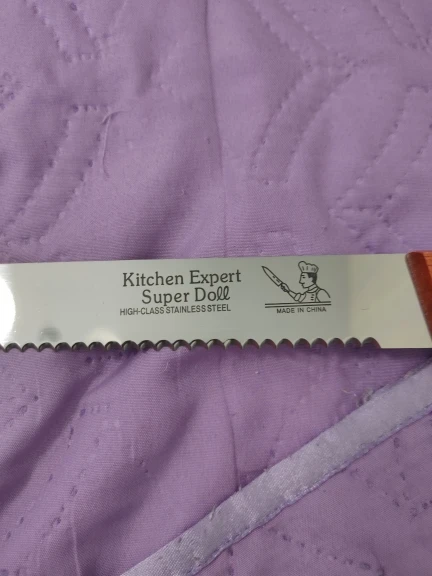 Kitchen Expert
Super Doll
HIGH-CLASS STAINLESS STEEL
MADE IN CHINA